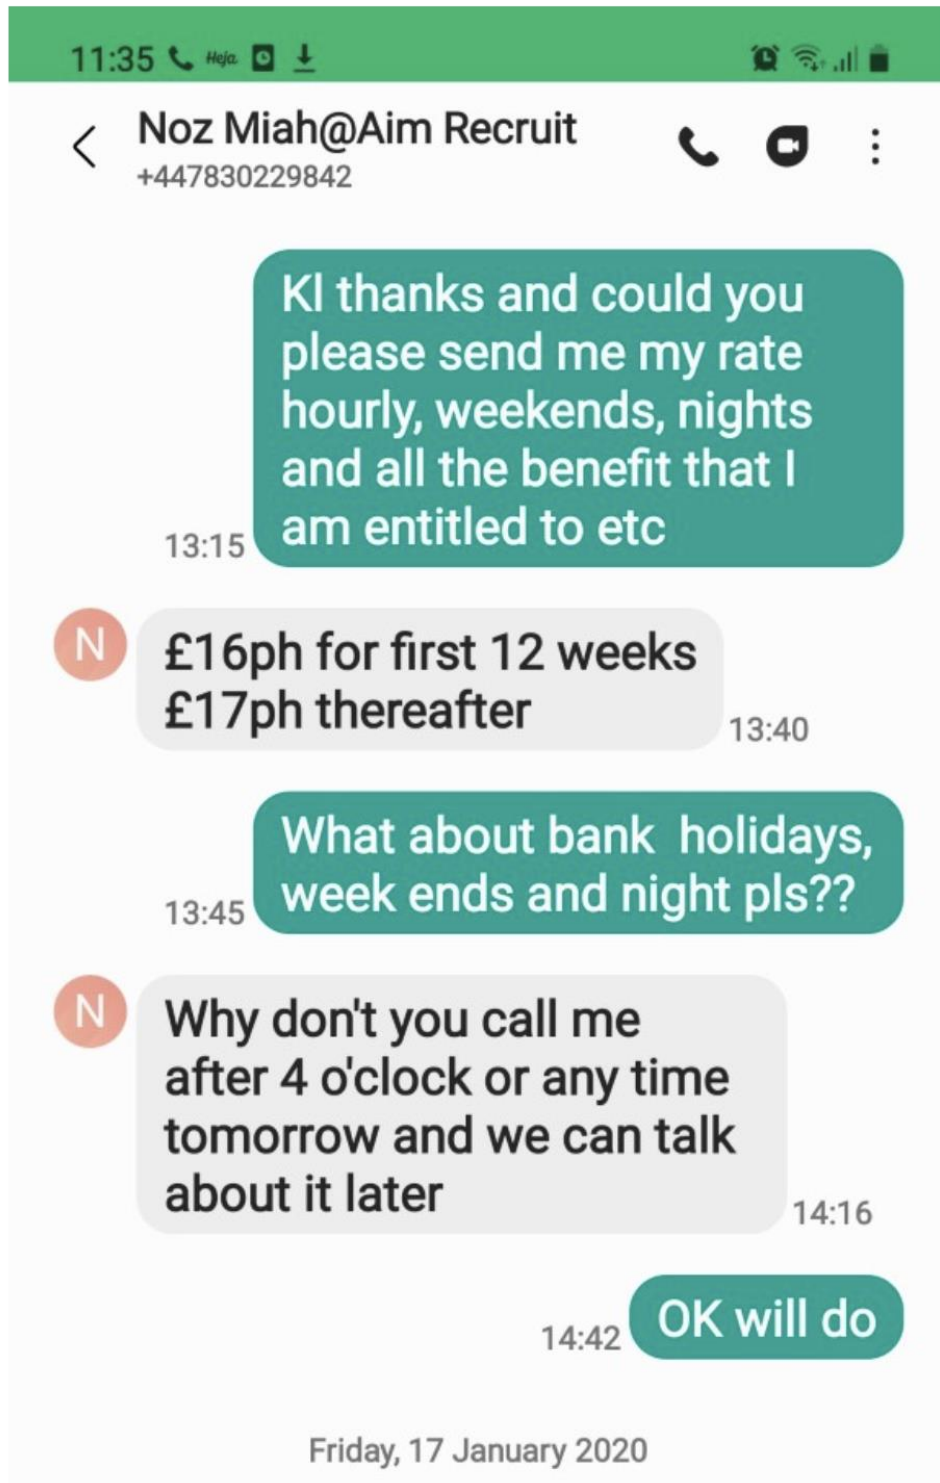 11:35 Heja
Noz Miah@Aim Recruit
+447830229842
Kl thanks and could you
please send me my rate
hourly, weekends, nights
and all the benefit that I
am entitled to etc
13:15
N
£16ph for first 12 weeks
£17ph thereafter
13:40
What about bank  holidays,
week ends and night pls??
13:45
N
Why don't you call me
after 4 o'clock or any time
tomorrow and we can talk
about it later
14:16
OK will do
14:42
Friday, 17 January 2020